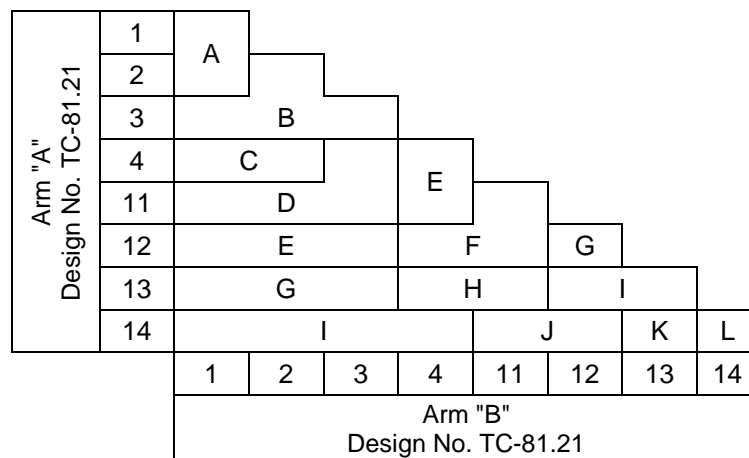 1
A
2
3 B
4 C
E
11 D
12 E F G
13 G H I
14 I J K L
Arm "A"
Design No. TC-81.21
1 2 3 4 11 12 13 14
Arm "B"
Design No. TC-81.21